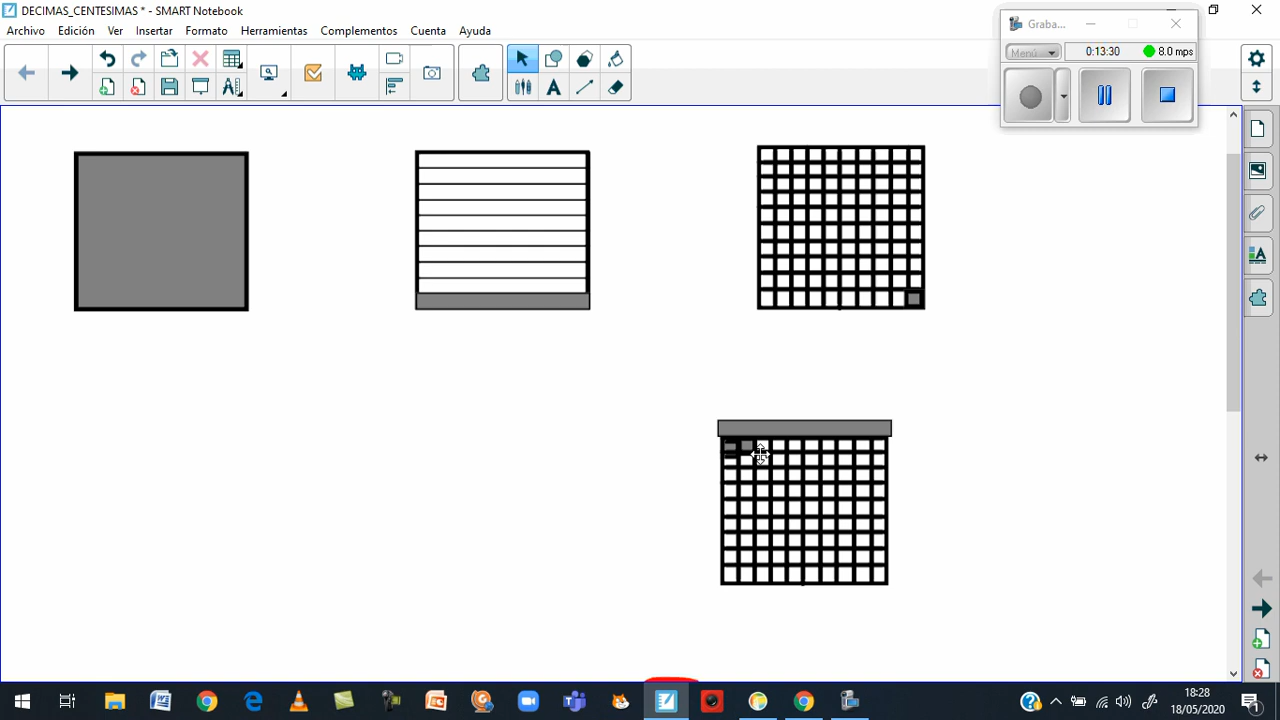 DECIMAS_CENTESIMAS * - SMART Notebook
Archivo Edición Ver Insertar Formato Herramientas Complementos Cuenta Ayuda
Graba...
Menú 0:13:30 8.0 mps
18:28
18/05/2020